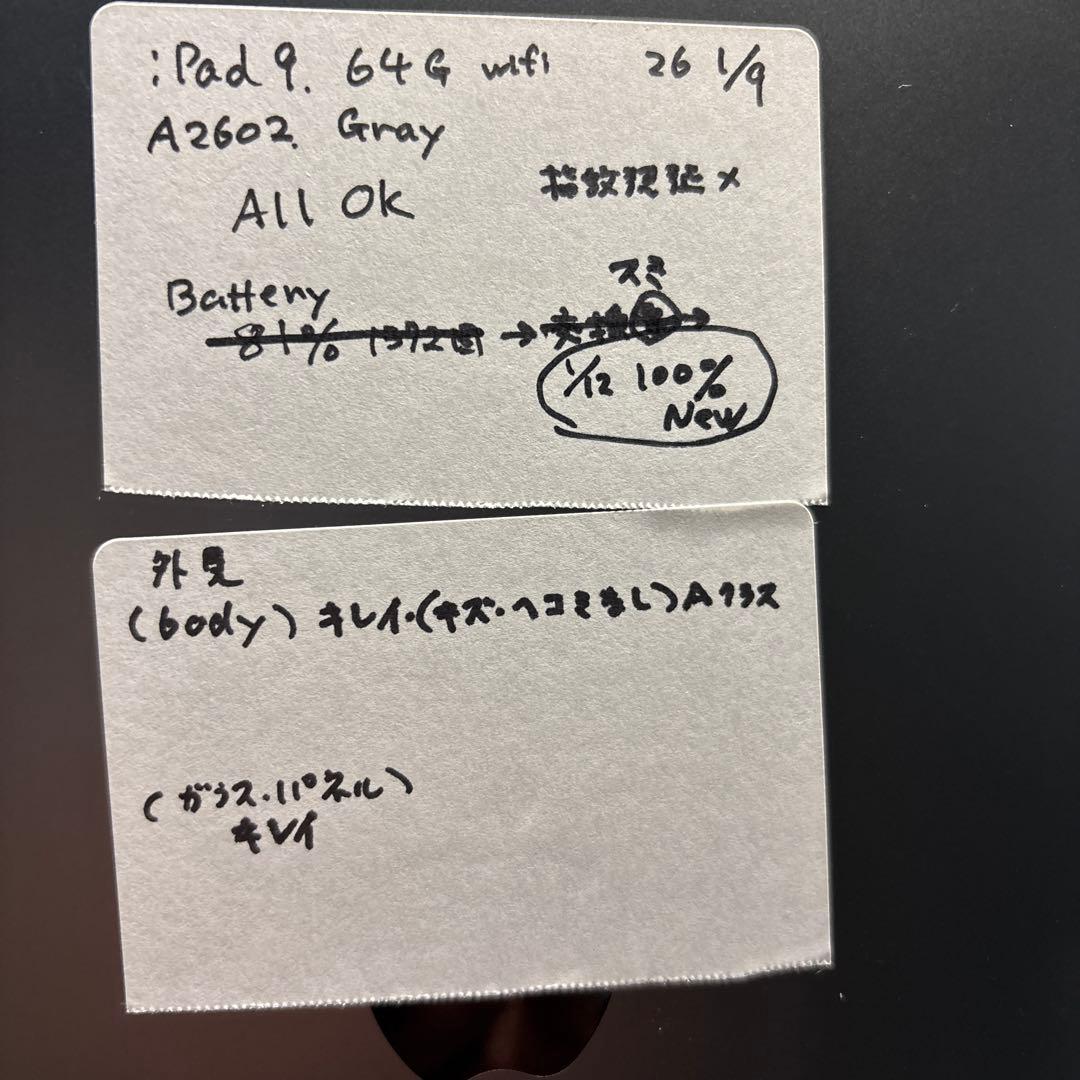 iPad 9. 64G wifi 26 1/9
A2602. Gray
All Ok 指紋認証×
Battery スミ
81% 1372回 → 交換 →
1/12 100%
New
外見
(body) キレイ・(キズ・ヘコミなし) Aクラス
(ガラス・パネル)
キレイ